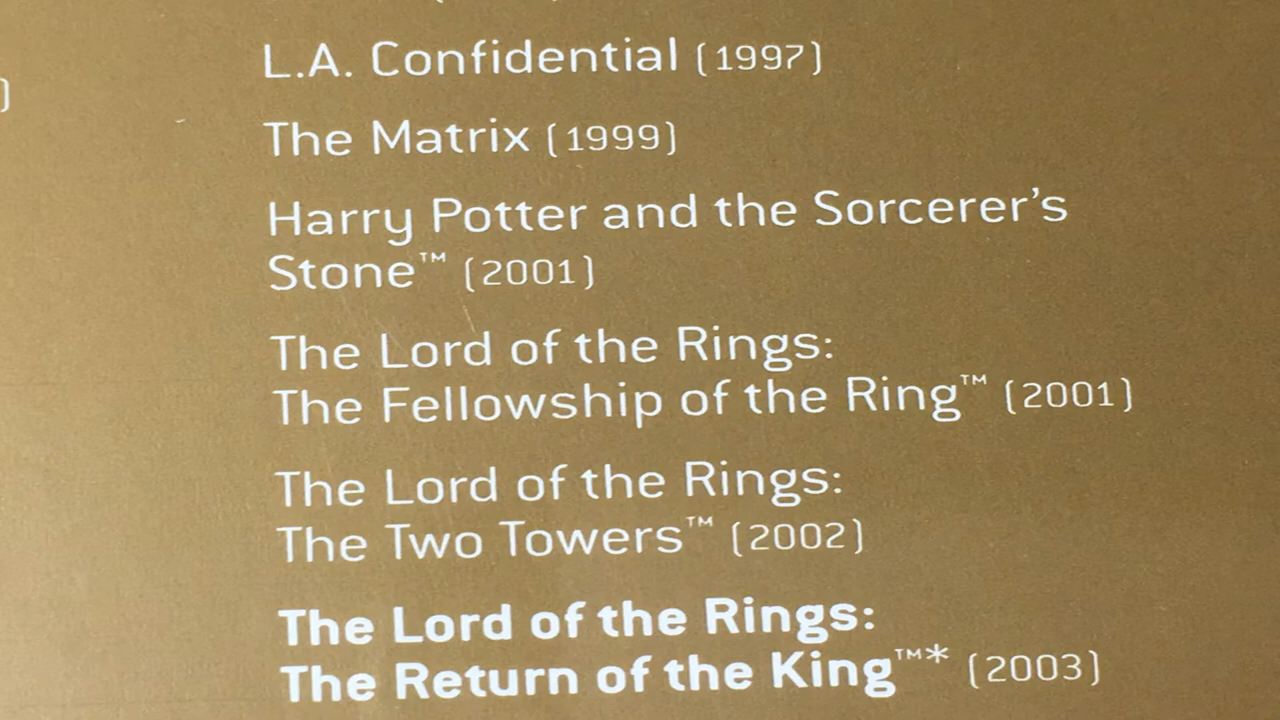 L.A. Confidential (1997)
)
The Matrix (1999)
Harry Potter and the Sorcerer's
Stone™ (2001)
The Lord of the Rings:
The Fellowship of the Ring™ (2001)
The Lord of the Rings:
The Two Towers™ (2002)
The Lord of the Rings:
The Return of the King™* (2003)